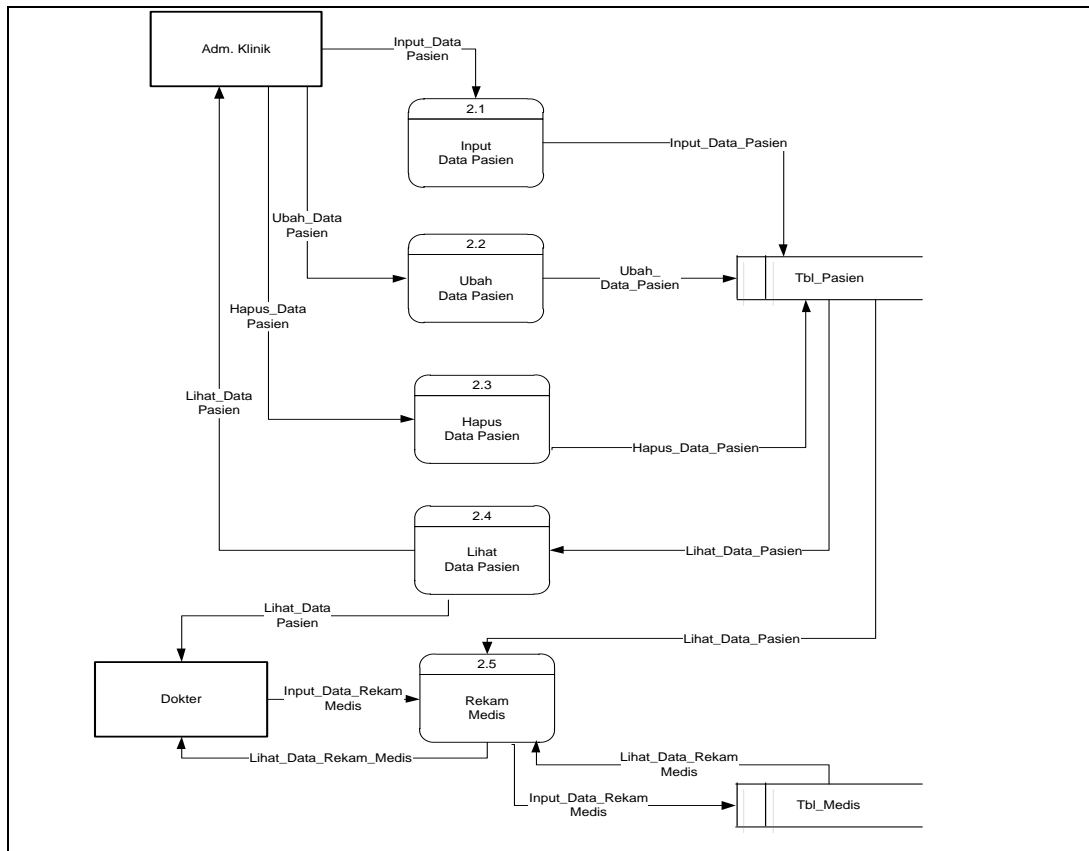 Adm. Klinik
Input_Data
Pasien
2.1
Input
Data Pasien
Input_Data_Pasien
Ubah_Data
Pasien
2.2
Ubah
Data Pasien
Ubah_
Data_Pasien
Tbl_Pasien
Hapus_Data
Pasien
2.3
Hapus
Data Pasien
Hapus_Data_Pasien
Lihat_Data
Pasien
2.4
Lihat
Data Pasien
Lihat_Data_Pasien
Lihat_Data
Pasien
Lihat_Data_Pasien
Dokter
Input_Data_Rekam
Medis
2.5
Rekam
Medis
Lihat_Data_Rekam_Medis
Lihat_Data_Rekam
Medis
Input_Data_Rekam
Medis
Tbl_Medis